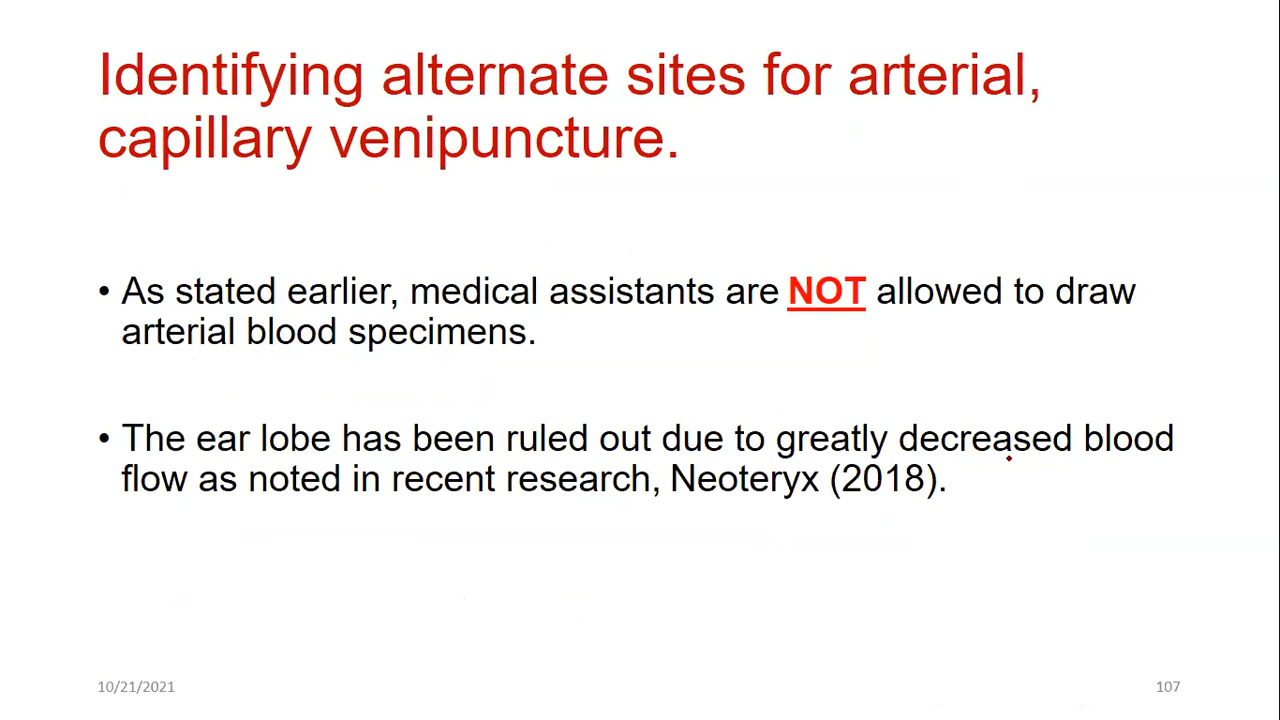 Identifying alternate sites for arterial,
capillary venipuncture.
• As stated earlier, medical assistants are NOT allowed to draw
arterial blood specimens.
• The ear lobe has been ruled out due to greatly decreased blood
flow as noted in recent research, Neoteryx (2018).
10/21/2021
107